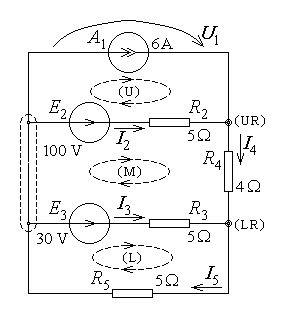 A1 6A U1
(U)
E2 R2 (UR)
100 V I2 5Ω I4
R4
(M) 4Ω
E3 I3 R3 (LR)
30 V 5Ω
(L)
R5 5Ω I5